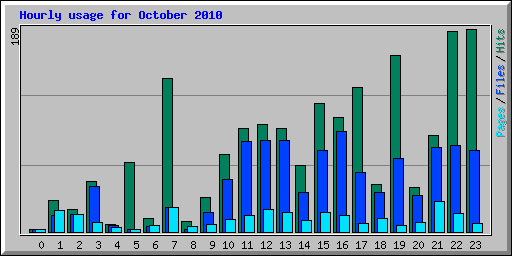 Hourly usage for October 2010
189
Pages / Files / Hits
0 1 2 3 4 5 6 7 8 9 10 11 12 13 14 15 16 17 18 19 20 21 22 23